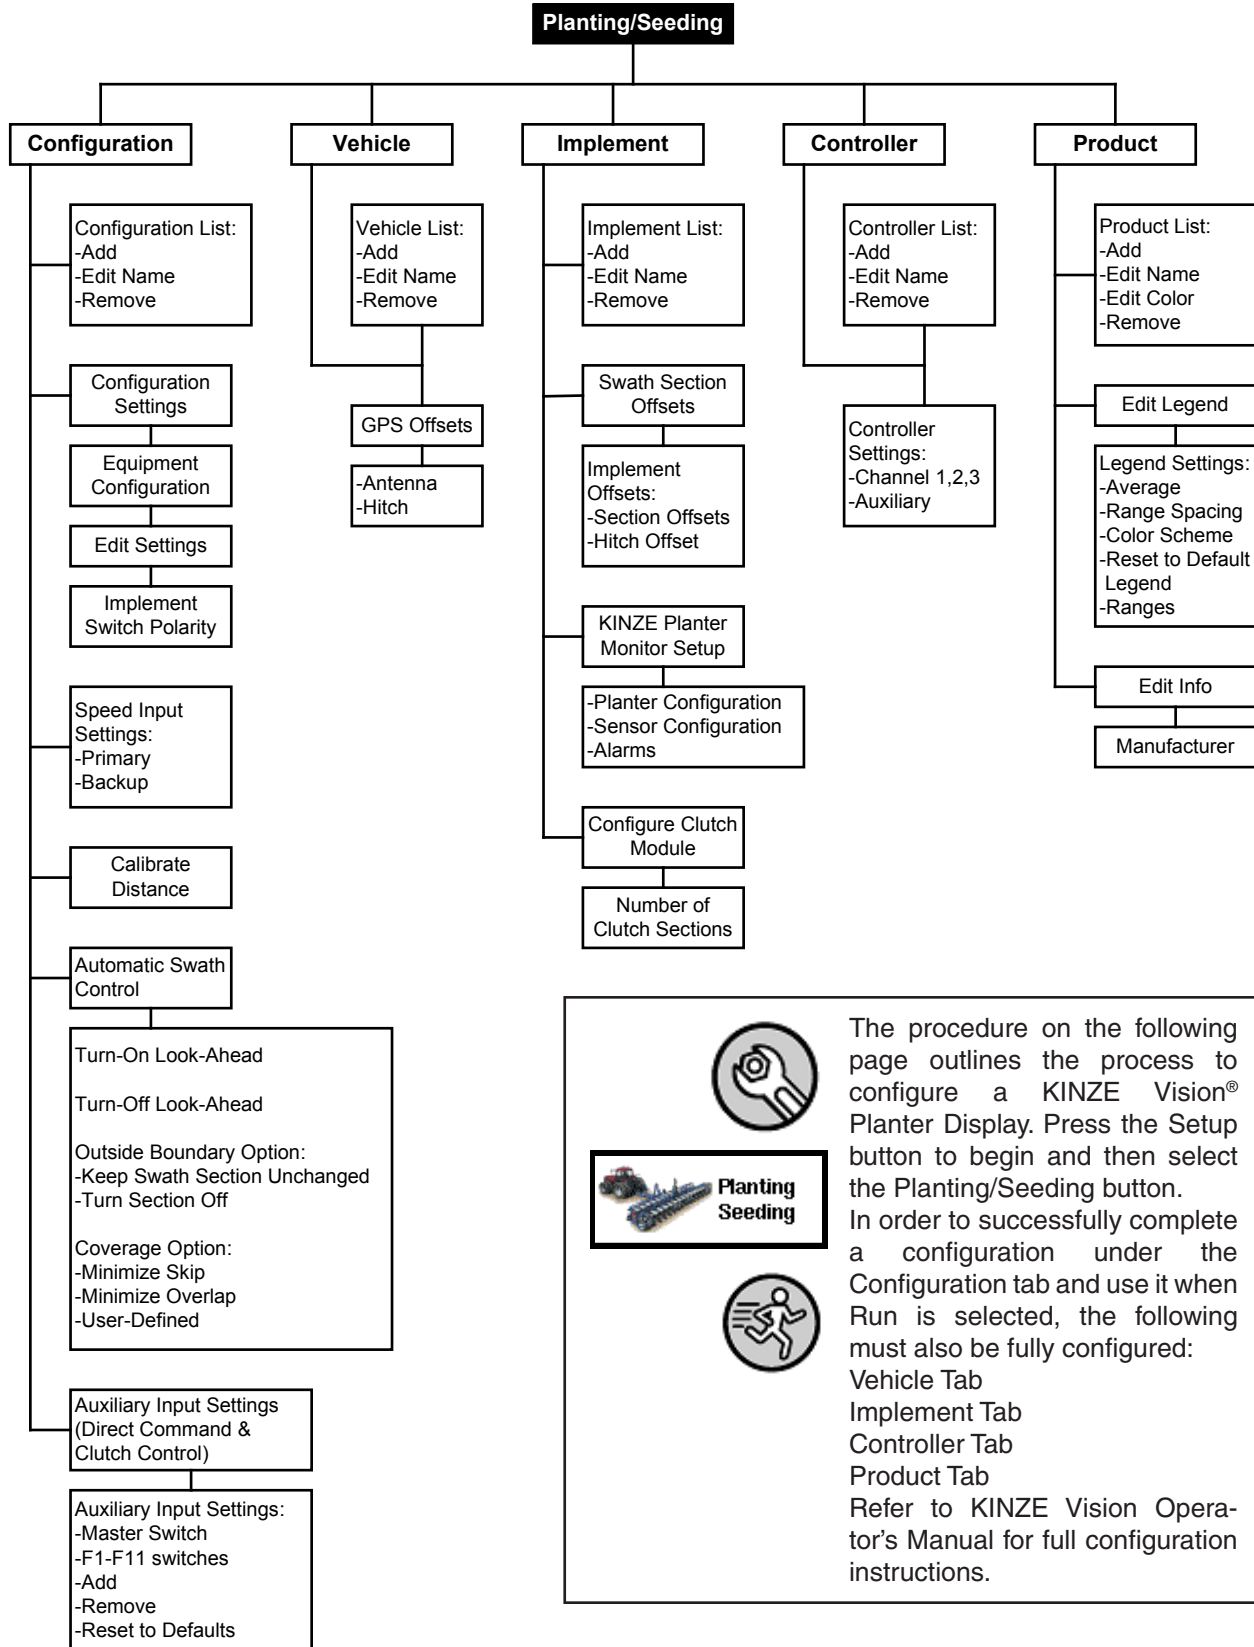 Planting/Seeding
Configuration
Vehicle
Implement
Controller
Product
Configuration List:
-Add
-Edit Name
-Remove
Configuration
Settings
Equipment
Configuration
Edit Settings
Implement
Switch Polarity
Speed Input
Settings:
-Primary
-Backup
Calibrate
Distance
Automatic Swath
Control
Turn-On Look-Ahead
Turn-Off Look-Ahead
Outside Boundary Option:
-Keep Swath Section Unchanged
-Turn Section Off
Coverage Option:
-Minimize Skip
-Minimize Overlap
-User-Defined
Auxiliary Input Settings
(Direct Command &
Clutch Control)
Auxiliary Input Settings:
-Master Switch
-F1-F11 switches
-Add
-Remove
-Reset to Defaults
Vehicle List:
-Add
-Edit Name
-Remove
GPS Offsets
-Antenna
-Hitch
Implement List:
-Add
-Edit Name
-Remove
Swath Section
Offsets
Implement
Offsets:
-Section Offsets
-Hitch Offset
KINZE Planter
Monitor Setup
-Planter Configuration
-Sensor Configuration
-Alarms
Configure Clutch
Module
Number of
Clutch Sections
Controller List:
-Add
-Edit Name
-Remove
Controller
Settings:
-Channel 1,2,3
-Auxiliary
Product List:
-Add
-Edit Name
-Edit Color
-Remove
Edit Legend
Legend Settings:
-Average
-Range Spacing
-Color Scheme
-Reset to Default
Legend
-Ranges
Edit Info
Manufacturer
Planting
Seeding
The procedure on the following
page outlines the process to
configure a KINZE Vision®
Planter Display. Press the Setup
button to begin and then select
the Planting/Seeding button.
In order to successfully complete
a configuration under the
Configuration tab and use it when
Run is selected, the following
must also be fully configured:
Vehicle Tab
Implement Tab
Controller Tab
Product Tab
Refer to KINZE Vision Opera-
tor's Manual for full configuration
instructions.